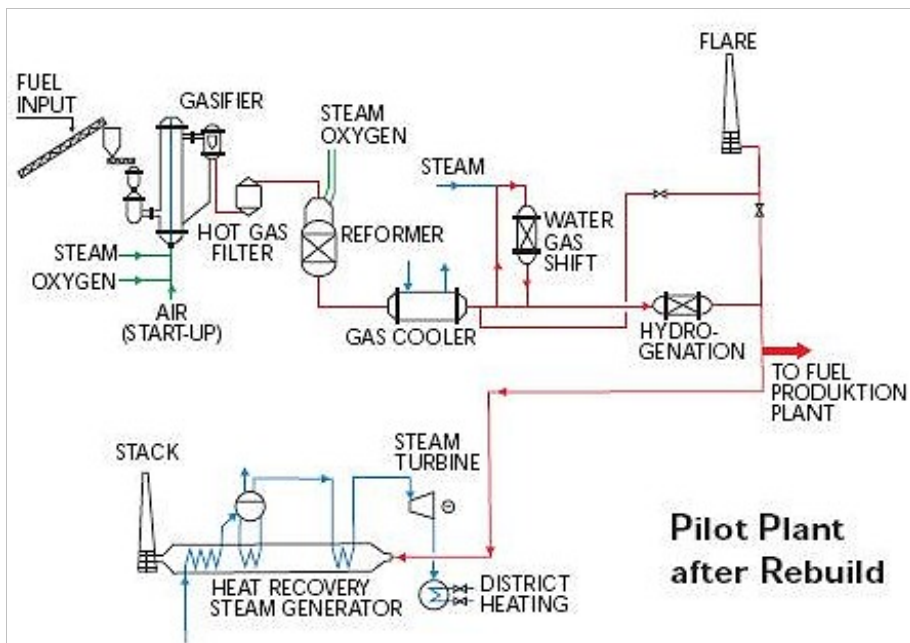 FLARE
FUEL
INPUT
GASIFIER
STEAM
OXYGEN
STEAM
HOT GAS
FILTER
REFORMER
WATER
GAS
SHIFT
STEAM
OXYGEN
AIR
(START-UP)
GAS COOLER
HYDRO-
GENATION
TO FUEL
PRODUKTION
PLANT
STACK
STEAM
TURBINE
HEAT RECOVERY
STEAM GENERATOR
DISTRICT
HEATING
Pilot Plant
after Rebuild